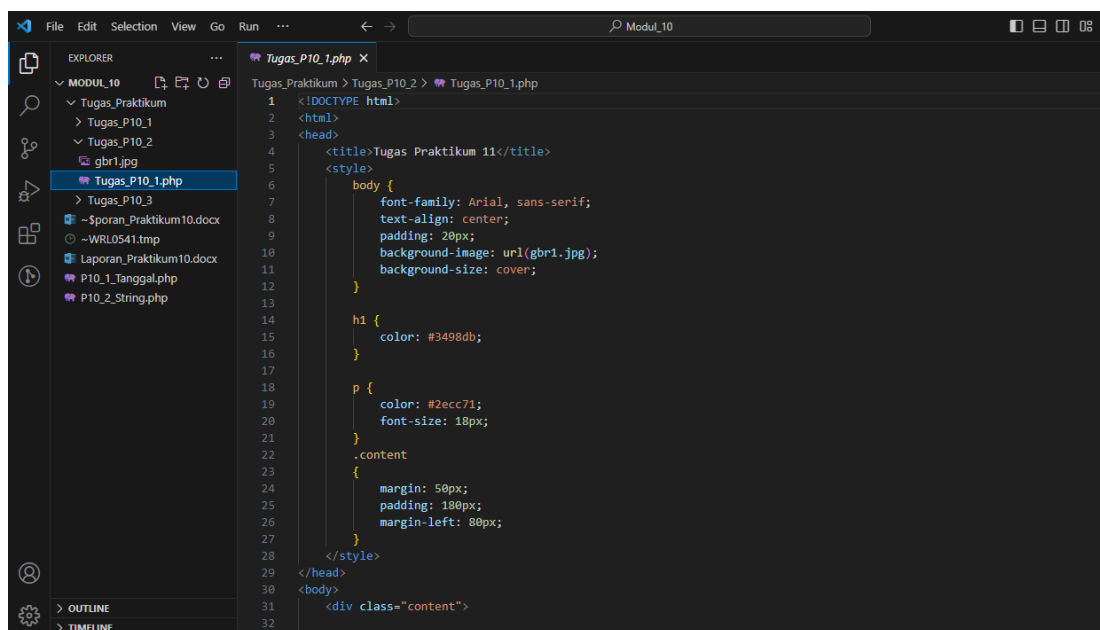 File Edit Selection View Go Run ··· ← → Modul_10
EXPLORER ···
MODUL_10
Tugas_Praktikum
> Tugas_P10_1
Tugas_P10_2
gbr1.jpg
Tugas_P10_1.php
> Tugas_P10_3
~$poran_Praktikum10.docx
~WRL0541.tmp
Laporan_Praktikum10.docx
P10_1_Tanggal.php
P10_2_String.php
> OUTLINE
> TIMELINE
Tugas_P10_1.php ×
Tugas_Praktikum > Tugas_P10_2 > Tugas_P10_1.php
1 <!DOCTYPE html>
2 <html>
3 <head>
4 <title>Tugas Praktikum 11</title>
5 <style>
6 body {
7 font-family: Arial, sans-serif;
8 text-align: center;
9 padding: 20px;
10 background-image: url(gbr1.jpg);
11 background-size: cover;
12 }
13
14 h1 {
15 color: #3498db;
16 }
17
18 p {
19 color: #2ecc71;
20 font-size: 18px;
21 }
22 .content
23 {
24 margin: 50px;
25 padding: 180px;
26 margin-left: 80px;
27 }
28 </style>
29 </head>
30 <body>
31 <div class="content">
32